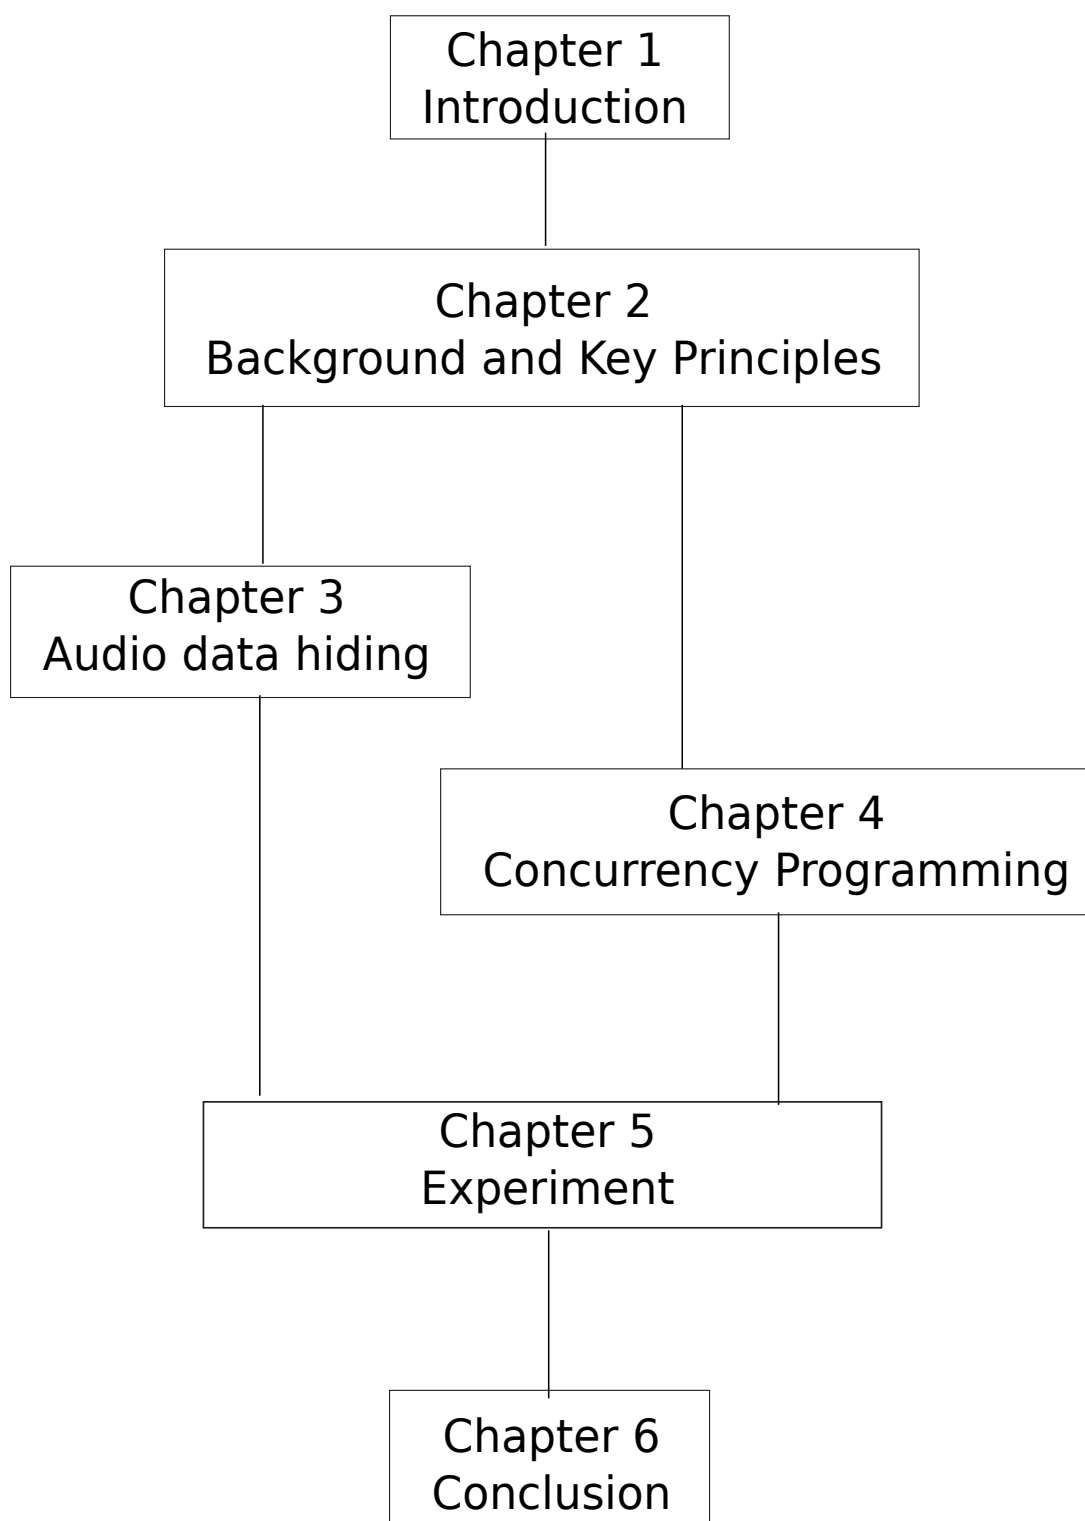 Chapter 1
Introduction
Chapter 2
Background and Key Principles
Chapter 3
Audio data hiding
Chapter 4
Concurrency Programming
Chapter 5
Experiment
Chapter 6
Conclusion